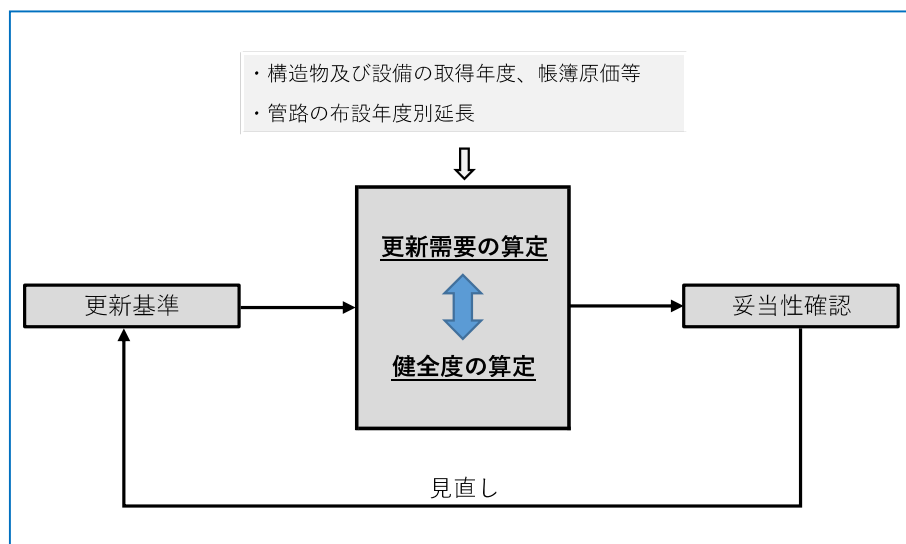 ・構造物及び設備の取得年度、帳簿原価等
・管路の布設年度別延長
更新需要の算定
更新基準
妥当性確認
健全度の算定
見直し